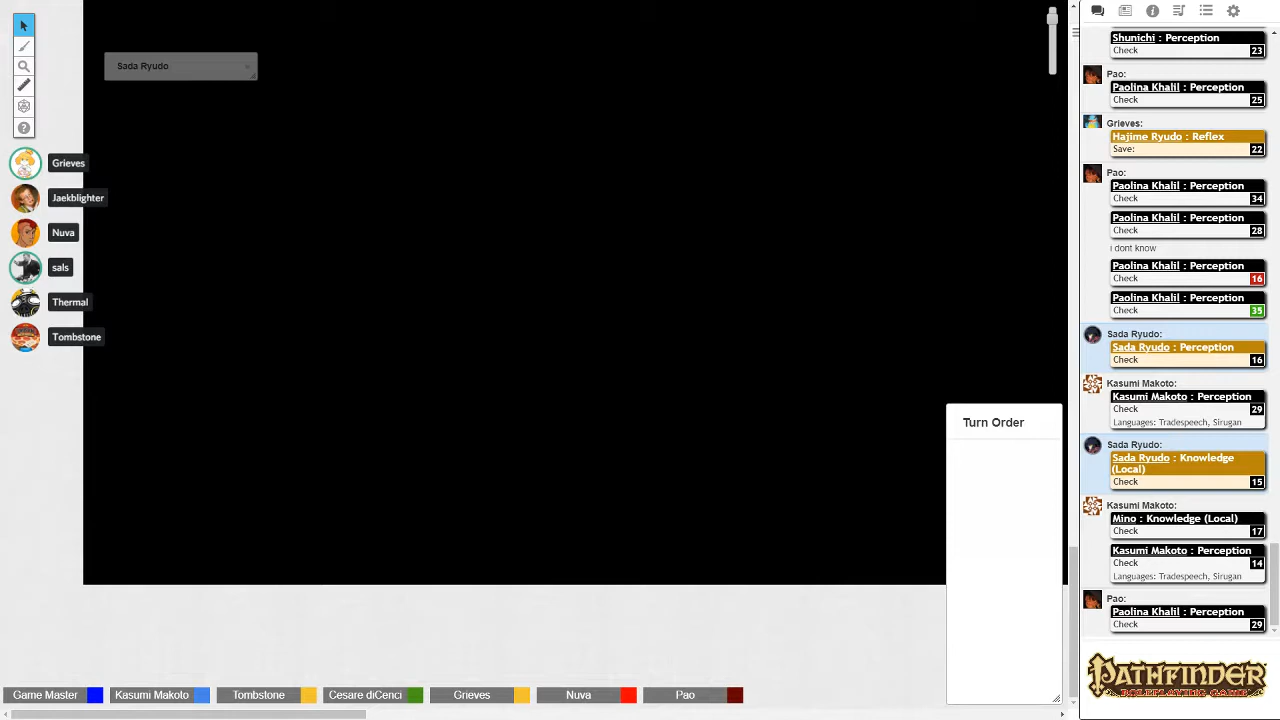 Sada Ryudo
Grieves
Jaekblighter
Nuva
sals
Thermal
Tombstone
Turn Order
Game Master
Kasumi Makoto
Tombstone
Cesare diCenci
Grieves
Nuva
Pao
Shunichi : Perception
Check 23
Pao:
Paolina Khalil : Perception
Check 25
Grieves:
Hajime Ryudo : Reflex
Save: 22
Pao:
Paolina Khalil : Perception
Check 34
Paolina Khalil : Perception
Check 28
i dont know
Paolina Khalil : Perception
Check 16
Paolina Khalil : Perception
Check 35
Sada Ryudo:
Sada Ryudo : Perception
Check 16
Kasumi Makoto:
Kasumi Makoto : Perception
Check 29
Languages: Tradespeech, Sirugan
Sada Ryudo:
Sada Ryudo : Knowledge
(Local)
Check 15
Kasumi Makoto:
Mino : Knowledge (Local)
Check 17
Kasumi Makoto : Perception
Check 14
Languages: Tradespeech, Sirugan
Pao:
Paolina Khalil : Perception
Check 29
PATHFINDER
ROLEPLAYING GAME